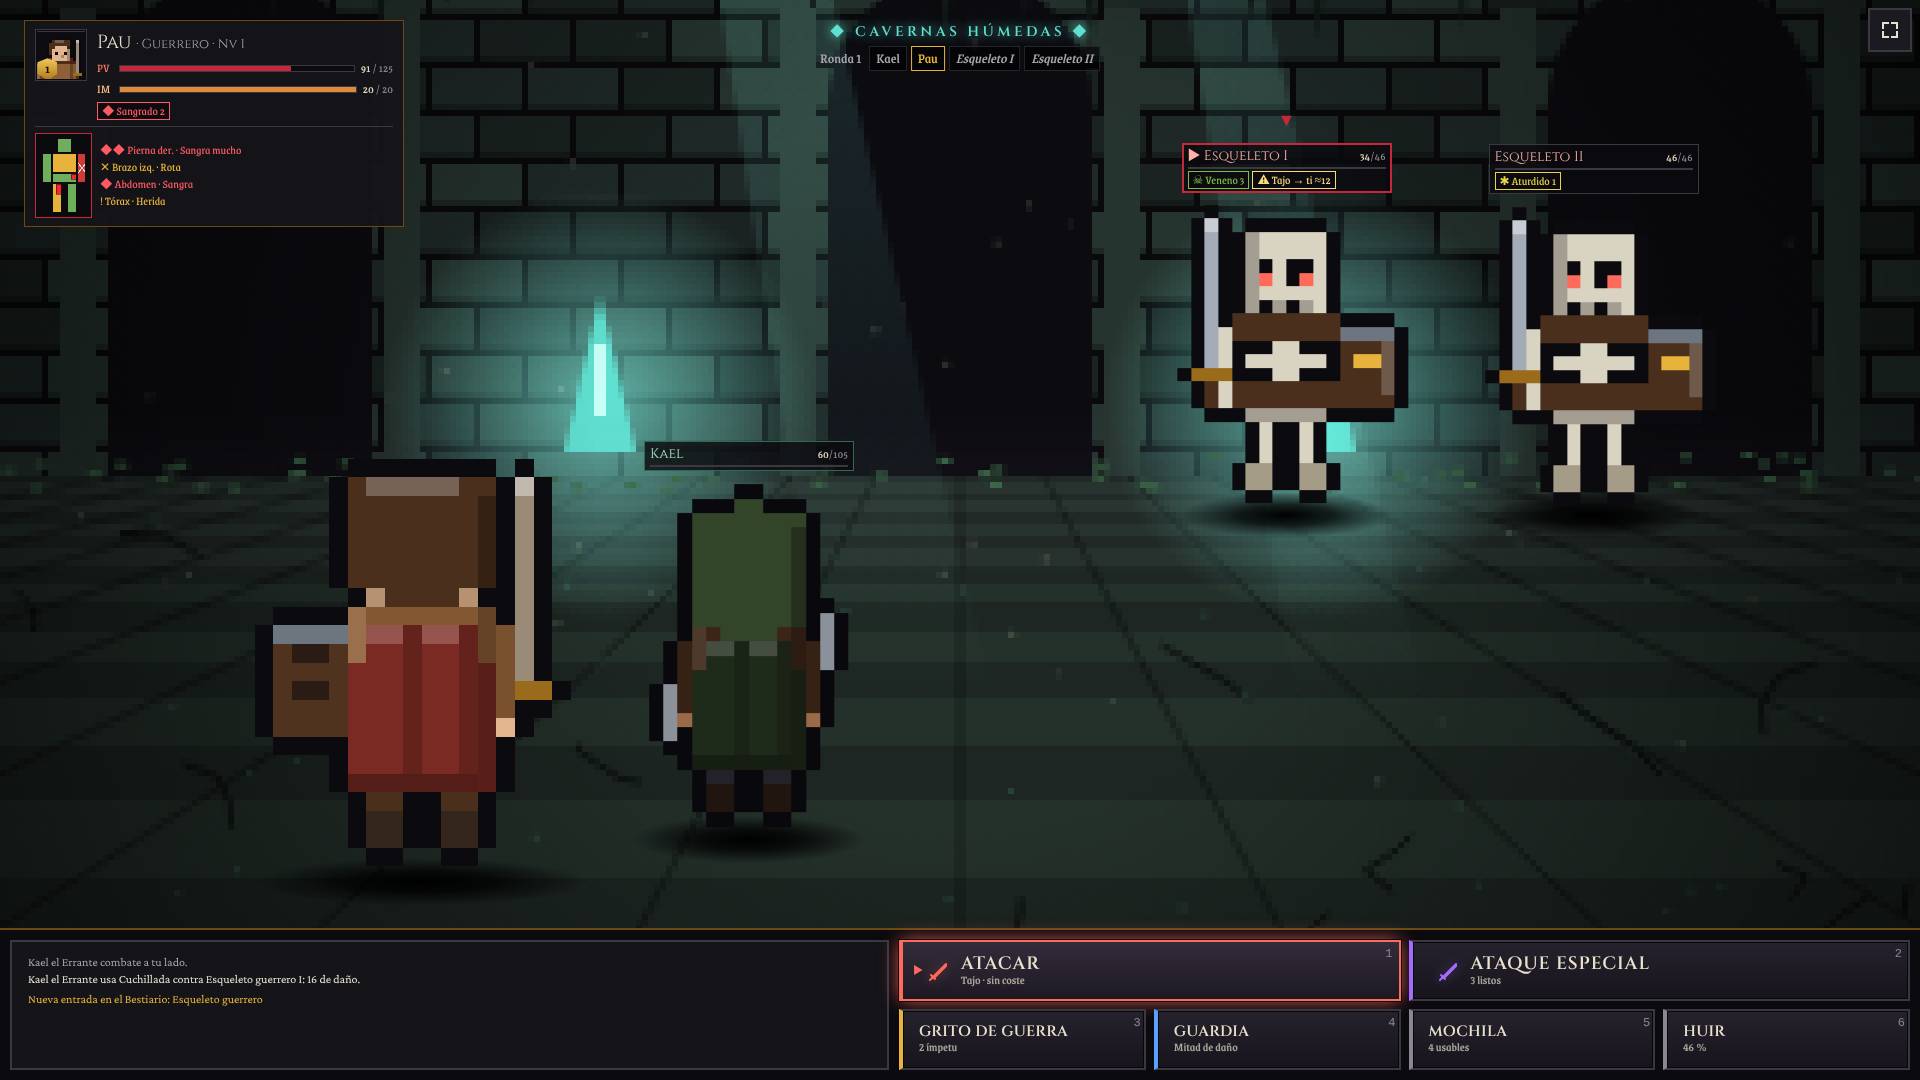 PAU · GUERRERO · NV 1
PV 91 / 125
1
IM 20 / 20
◆ Sangrado 2
◆◆ Pierna der. · Sangra mucho
✕ Brazo izq. · Rota
◆ Abdomen · Sangra
! Tórax · Herida
◆ CAVERNAS HÚMEDAS ◆
Ronda 1 Kael Pau Esqueleto I Esqueleto II
▶ ESQUELETO I 34/46
☠ Veneno 3 ⚠ Tajo → ti ≈12
ESQUELETO II 46/46
✱ Aturdido 1
KAEL 60/105
Kael el Errante combate a tu lado.
Kael el Errante usa Cuchillada contra Esqueleto guerrero I: 16 de daño.
Nueva entrada en el Bestiario: Esqueleto guerrero
ATACAR 1
Tajo · sin coste
ATAQUE ESPECIAL 2
3 listos
GRITO DE GUERRA 3
2 ímpetu
GUARDIA 4
Mitad de daño
MOCHILA 5
4 usables
HUIR 6
46 %